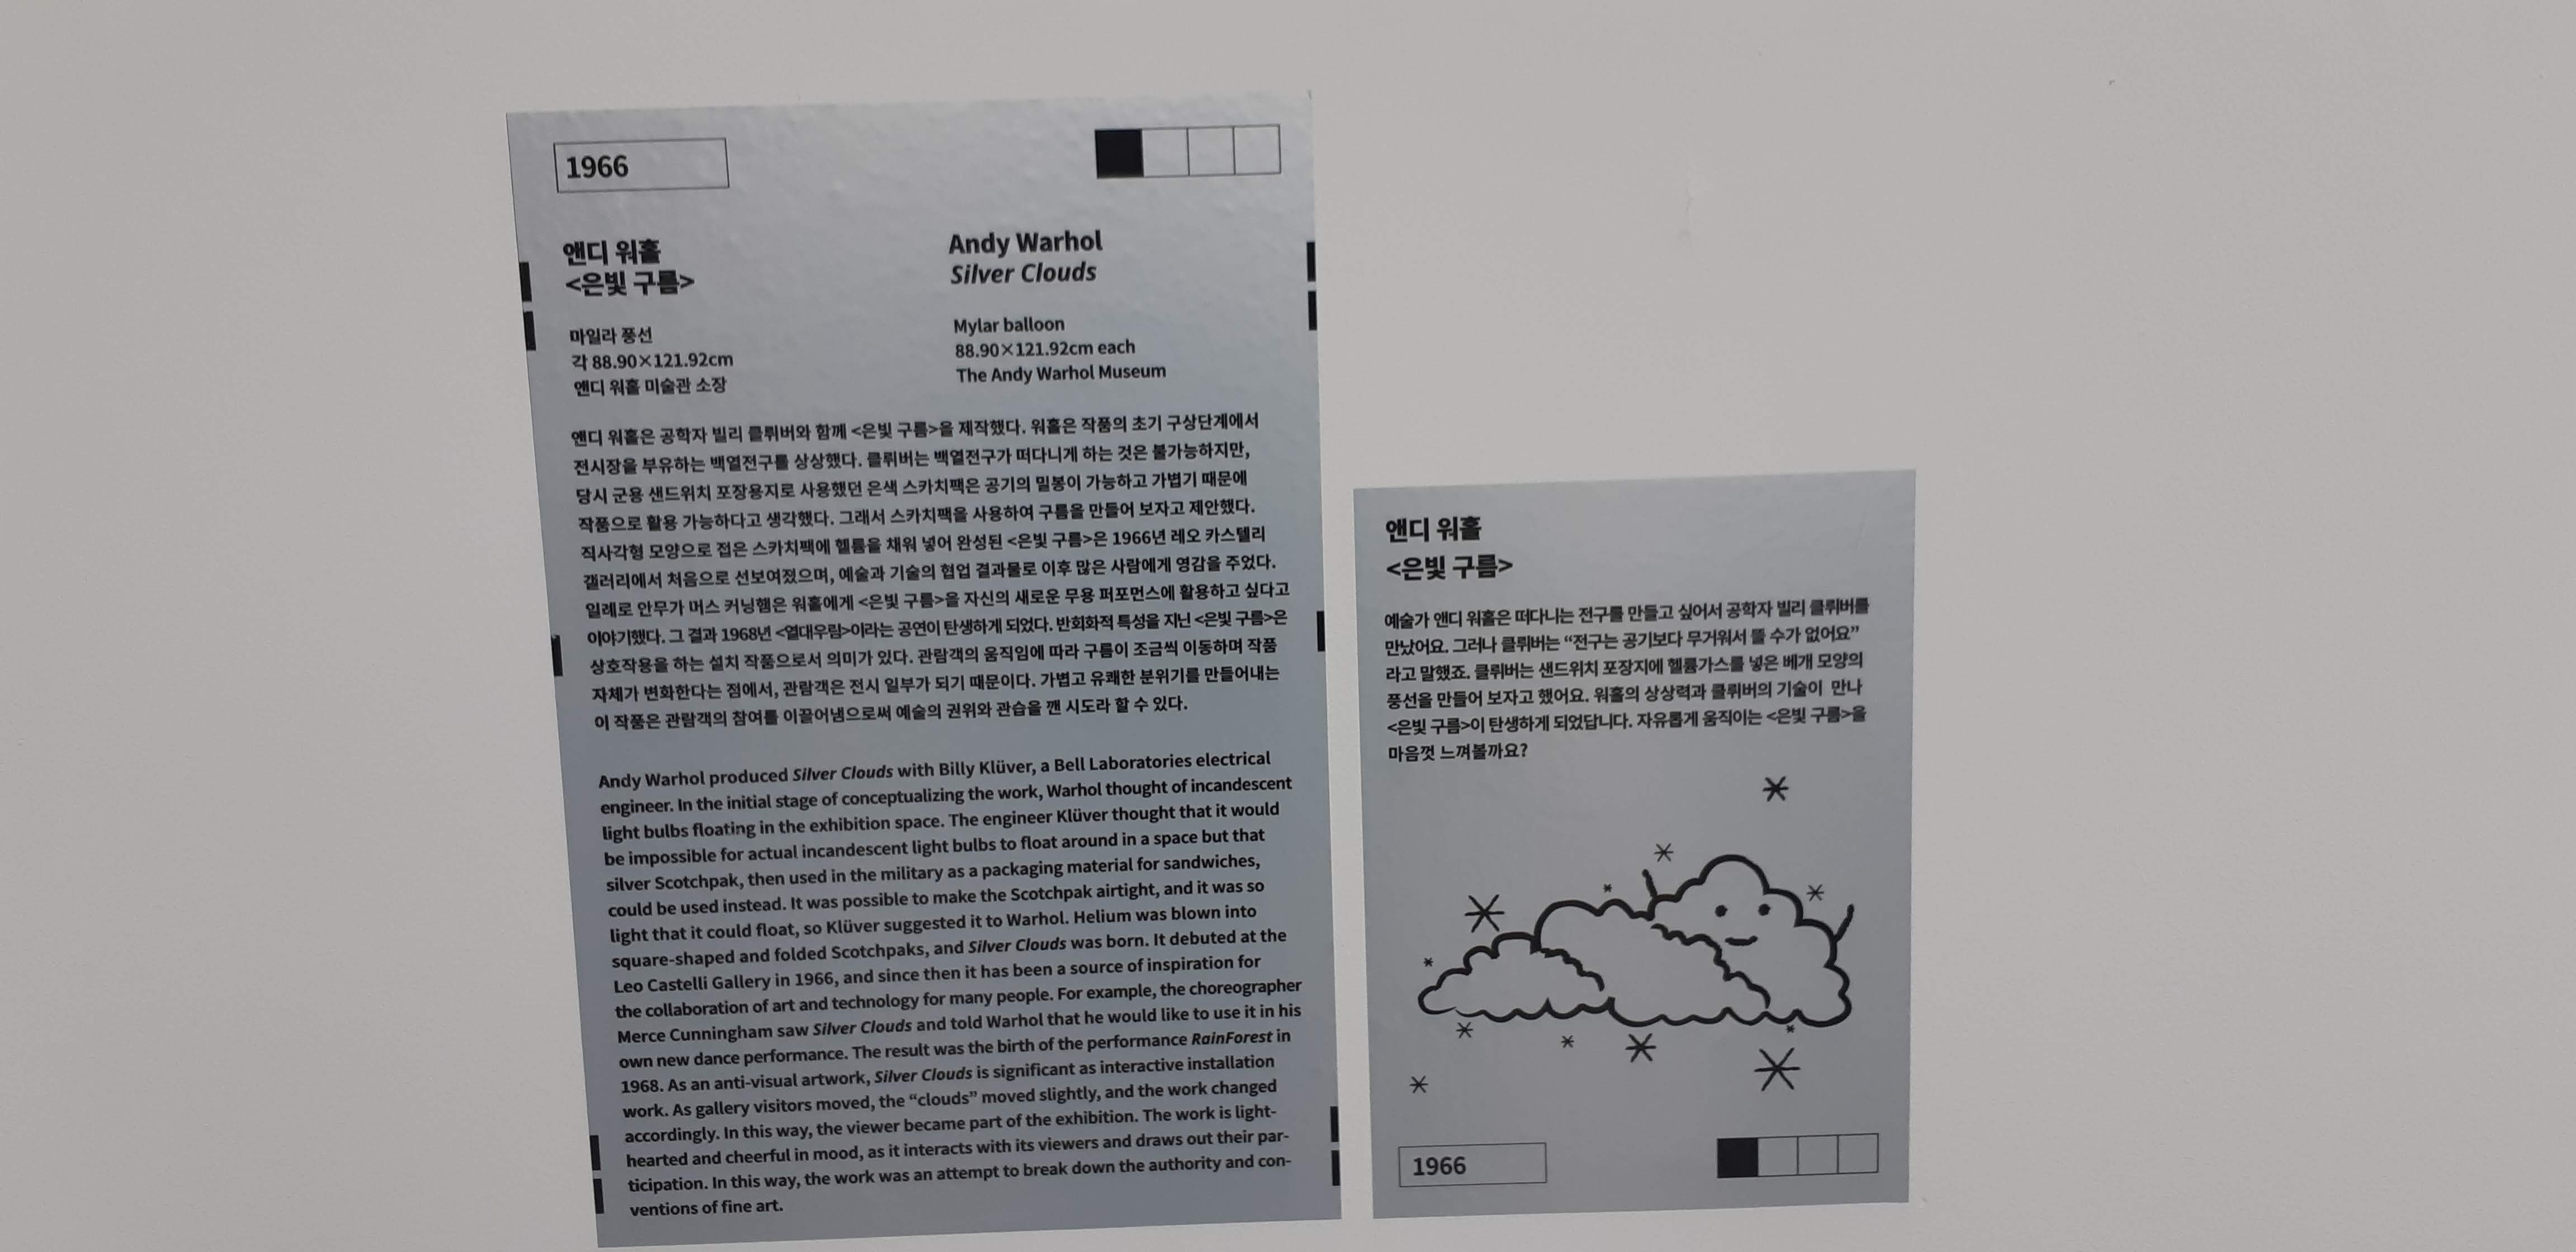 1966
앤디 워홀
<은빛 구름>
마일라 풍선
각 88.90×121.92cm
앤디 워홀 미술관 소장
Andy Warhol
Silver Clouds
Mylar balloon
88.90×121.92cm each
The Andy Warhol Museum
앤디 워홀은 공학자 빌리 클뤼버와 함께 <은빛 구름>을 제작했다. 워홀은 작품의 초기 구상단계에서
전시장을 부유하는 백열전구를 상상했다. 클뤼버는 백열전구가 떠다니게 하는 것은 불가능하지만,
당시 군용 샌드위치 포장용지로 사용했던 은색 스카치팩은 공기의 밀봉이 가능하고 가볍기 때문에
작품으로 활용 가능하다고 생각했다. 그래서 스카치팩을 사용하여 구름을 만들어 보자고 제안했다.
직사각형 모양으로 접은 스카치팩에 헬륨을 채워 넣어 완성된 <은빛 구름>은 1966년 레오 카스텔리
갤러리에서 처음으로 선보여졌으며, 예술과 기술의 협업 결과물로 이후 많은 사람에게 영감을 주었다.
일례로 안무가 머스 커닝햄은 워홀에게 <은빛 구름>을 자신의 새로운 무용 퍼포먼스에 활용하고 싶다고
이야기했다. 그 결과 1968년 <열대우림>이라는 공연이 탄생하게 되었다. 반회화적 특성을 지닌 <은빛 구름>은
상호작용을 하는 설치 작품으로서 의미가 있다. 관람객의 움직임에 따라 구름이 조금씩 이동하며 작품
자체가 변화한다는 점에서, 관람객은 전시 일부가 되기 때문이다. 가볍고 유쾌한 분위기를 만들어내는
이 작품은 관람객의 참여를 이끌어냄으로써 예술의 권위와 관습을 깬 시도라 할 수 있다.
Andy Warhol produced Silver Clouds with Billy Klüver, a Bell Laboratories electrical
engineer. In the initial stage of conceptualizing the work, Warhol thought of incandescent
light bulbs floating in the exhibition space. The engineer Klüver thought that it would
be impossible for actual incandescent light bulbs to float around in a space but that
silver Scotchpak, then used in the military as a packaging material for sandwiches,
could be used instead. It was possible to make the Scotchpak airtight, and it was so
light that it could float, so Klüver suggested it to Warhol. Helium was blown into
square-shaped and folded Scotchpaks, and Silver Clouds was born. It debuted at the
Leo Castelli Gallery in 1966, and since then it has been a source of inspiration for
the collaboration of art and technology for many people. For example, the choreographer
Merce Cunningham saw Silver Clouds and told Warhol that he would like to use it in his
own new dance performance. The result was the birth of the performance RainForest in
1968. As an anti-visual artwork, Silver Clouds is significant as interactive installation
work. As gallery visitors moved, the “clouds” moved slightly, and the work changed
accordingly. In this way, the viewer became part of the exhibition. The work is light-
hearted and cheerful in mood, as it interacts with its viewers and draws out their par-
ticipation. In this way, the work was an attempt to break down the authority and con-
ventions of fine art.
앤디 워홀
<은빛 구름>
예술가 앤디 워홀은 떠다니는 전구를 만들고 싶어서 공학자 빌리 클뤼버를
만났어요. 그러나 클뤼버는 “전구는 공기보다 무거워서 뜰 수가 없어요”
라고 말했죠. 클뤼버는 샌드위치 포장지에 헬륨가스를 넣은 베개 모양의
풍선을 만들어 보자고 했어요. 워홀의 상상력과 클뤼버의 기술이 만나
<은빛 구름>이 탄생하게 되었답니다. 자유롭게 움직이는 <은빛 구름>을
마음껏 느껴볼까요?
1966